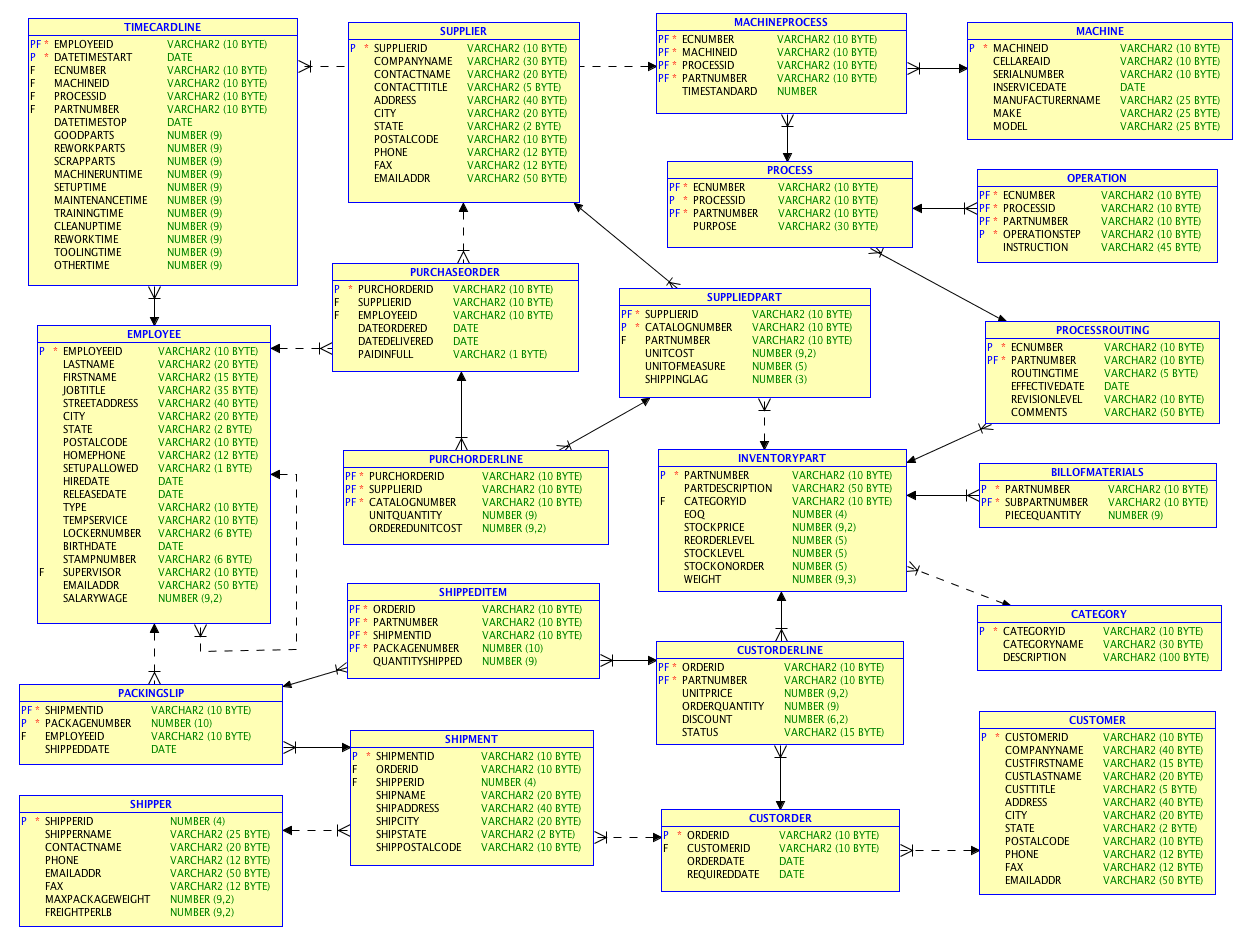 TIMECARDLINE
PF * EMPLOYEEID VARCHAR2 (10 BYTE)
P * DATETIMESTART DATE
F ECNUMBER VARCHAR2 (10 BYTE)
F MACHINEID VARCHAR2 (10 BYTE)
F PROCESSID VARCHAR2 (10 BYTE)
F PARTNUMBER VARCHAR2 (10 BYTE)
DATETIMESTOP DATE
GOODPARTS NUMBER (9)
REWORKPARTS NUMBER (9)
SCRAPPARTS NUMBER (9)
MACHINERUNTIME NUMBER (9)
SETUPTIME NUMBER (9)
MAINTENANCETIME NUMBER (9)
TRAININGTIME NUMBER (9)
CLEANUPTIME NUMBER (9)
REWORKTIME NUMBER (9)
TOOLINGTIME NUMBER (9)
OTHERTIME NUMBER (9)
SUPPLIER
P * SUPPLIERID VARCHAR2 (10 BYTE)
COMPANYNAME VARCHAR2 (30 BYTE)
CONTACTNAME VARCHAR2 (20 BYTE)
CONTACTTITLE VARCHAR2 (5 BYTE)
ADDRESS VARCHAR2 (40 BYTE)
CITY VARCHAR2 (20 BYTE)
STATE VARCHAR2 (2 BYTE)
POSTALCODE VARCHAR2 (10 BYTE)
PHONE VARCHAR2 (12 BYTE)
FAX VARCHAR2 (12 BYTE)
EMAILADDR VARCHAR2 (50 BYTE)
MACHINEPROCESS
PF * ECNUMBER VARCHAR2 (10 BYTE)
PF * MACHINEID VARCHAR2 (10 BYTE)
PF * PROCESSID VARCHAR2 (10 BYTE)
PF * PARTNUMBER VARCHAR2 (10 BYTE)
TIMESTANDARD NUMBER
MACHINE
P * MACHINEID VARCHAR2 (10 BYTE)
CELLAREAID VARCHAR2 (10 BYTE)
SERIALNUMBER VARCHAR2 (10 BYTE)
INSERVICEDATE DATE
MANUFACTURERNAME VARCHAR2 (25 BYTE)
MAKE VARCHAR2 (25 BYTE)
MODEL VARCHAR2 (25 BYTE)
PROCESS
PF * ECNUMBER VARCHAR2 (10 BYTE)
P * PROCESSID VARCHAR2 (10 BYTE)
PF * PARTNUMBER VARCHAR2 (10 BYTE)
PURPOSE VARCHAR2 (30 BYTE)
OPERATION
PF * ECNUMBER VARCHAR2 (10 BYTE)
PF * PROCESSID VARCHAR2 (10 BYTE)
PF * PARTNUMBER VARCHAR2 (10 BYTE)
P * OPERATIONSTEP VARCHAR2 (10 BYTE)
INSTRUCTION VARCHAR2 (45 BYTE)
PURCHASEORDER
P * PURCHORDERID VARCHAR2 (10 BYTE)
F SUPPLIERID VARCHAR2 (10 BYTE)
F EMPLOYEEID VARCHAR2 (10 BYTE)
DATEORDERED DATE
DATEDELIVERED DATE
PAIDINFULL VARCHAR2 (1 BYTE)
SUPPLIEDPART
PF * SUPPLIERID VARCHAR2 (10 BYTE)
P * CATALOGNUMBER VARCHAR2 (10 BYTE)
F PARTNUMBER VARCHAR2 (10 BYTE)
UNITCOST NUMBER (9,2)
UNITOFMEASURE NUMBER (5)
SHIPPINGLAG NUMBER (3)
PROCESSROUTING
P * ECNUMBER VARCHAR2 (10 BYTE)
PF * PARTNUMBER VARCHAR2 (10 BYTE)
ROUTINGTIME VARCHAR2 (5 BYTE)
EFFECTIVEDATE DATE
REVISIONLEVEL VARCHAR2 (10 BYTE)
COMMENTS VARCHAR2 (50 BYTE)
EMPLOYEE
P * EMPLOYEEID VARCHAR2 (10 BYTE)
LASTNAME VARCHAR2 (20 BYTE)
FIRSTNAME VARCHAR2 (15 BYTE)
JOBTITLE VARCHAR2 (35 BYTE)
STREETADDRESS VARCHAR2 (40 BYTE)
CITY VARCHAR2 (20 BYTE)
STATE VARCHAR2 (2 BYTE)
POSTALCODE VARCHAR2 (10 BYTE)
HOMEPHONE VARCHAR2 (12 BYTE)
SETUPALLOWED VARCHAR2 (1 BYTE)
HIREDATE DATE
RELEASEDATE DATE
TYPE VARCHAR2 (10 BYTE)
TEMPSERVICE VARCHAR2 (10 BYTE)
LOCKERNUMBER VARCHAR2 (6 BYTE)
BIRTHDATE DATE
STAMPNUMBER VARCHAR2 (6 BYTE)
F SUPERVISOR VARCHAR2 (10 BYTE)
EMAILADDR VARCHAR2 (50 BYTE)
SALARYWAGE NUMBER (9,2)
PURCHORDERLINE
PF * PURCHORDERID VARCHAR2 (10 BYTE)
PF * SUPPLIERID VARCHAR2 (10 BYTE)
PF * CATALOGNUMBER VARCHAR2 (10 BYTE)
UNITQUANTITY NUMBER (9)
ORDEREDUNITCOST NUMBER (9,2)
INVENTORYPART
P * PARTNUMBER VARCHAR2 (10 BYTE)
PARTDESCRIPTION VARCHAR2 (50 BYTE)
F CATEGORYID VARCHAR2 (10 BYTE)
EOQ NUMBER (4)
STOCKPRICE NUMBER (9,2)
REORDERLEVEL NUMBER (5)
STOCKLEVEL NUMBER (5)
STOCKONORDER NUMBER (5)
WEIGHT NUMBER (9,3)
BILLOFMATERIALS
P * PARTNUMBER VARCHAR2 (10 BYTE)
PF * SUBPARTNUMBER VARCHAR2 (10 BYTE)
PIECEQUANTITY NUMBER (9)
SHIPPEDITEM
PF * ORDERID VARCHAR2 (10 BYTE)
PF * PARTNUMBER VARCHAR2 (10 BYTE)
PF * SHIPMENTID VARCHAR2 (10 BYTE)
PF * PACKAGENUMBER NUMBER (10)
QUANTITYSHIPPED NUMBER (9)
CATEGORY
P * CATEGORYID VARCHAR2 (10 BYTE)
CATEGORYNAME VARCHAR2 (30 BYTE)
DESCRIPTION VARCHAR2 (100 BYTE)
CUSTORDERLINE
PF * ORDERID VARCHAR2 (10 BYTE)
PF * PARTNUMBER VARCHAR2 (10 BYTE)
UNITPRICE NUMBER (9,2)
ORDERQUANTITY NUMBER (9)
DISCOUNT NUMBER (6,2)
STATUS VARCHAR2 (15 BYTE)
PACKINGSLIP
PF * SHIPMENTID VARCHAR2 (10 BYTE)
P * PACKAGENUMBER NUMBER (10)
F EMPLOYEEID VARCHAR2 (10 BYTE)
SHIPPEDDATE DATE
SHIPMENT
P * SHIPMENTID VARCHAR2 (10 BYTE)
F ORDERID VARCHAR2 (10 BYTE)
F SHIPPERID NUMBER (4)
SHIPNAME VARCHAR2 (20 BYTE)
SHIPADDRESS VARCHAR2 (40 BYTE)
SHIPCITY VARCHAR2 (20 BYTE)
SHIPSTATE VARCHAR2 (2 BYTE)
SHIPPOSTALCODE VARCHAR2 (10 BYTE)
CUSTOMER
P * CUSTOMERID VARCHAR2 (10 BYTE)
COMPANYNAME VARCHAR2 (40 BYTE)
CUSTFIRSTNAME VARCHAR2 (15 BYTE)
CUSTLASTNAME VARCHAR2 (20 BYTE)
CUSTTITLE VARCHAR2 (5 BYTE)
ADDRESS VARCHAR2 (40 BYTE)
CITY VARCHAR2 (20 BYTE)
STATE VARCHAR2 (2 BYTE)
POSTALCODE VARCHAR2 (10 BYTE)
PHONE VARCHAR2 (12 BYTE)
FAX VARCHAR2 (12 BYTE)
EMAILADDR VARCHAR2 (50 BYTE)
SHIPPER
P * SHIPPERID NUMBER (4)
SHIPPERNAME VARCHAR2 (25 BYTE)
CONTACTNAME VARCHAR2 (20 BYTE)
PHONE VARCHAR2 (12 BYTE)
EMAILADDR VARCHAR2 (50 BYTE)
FAX VARCHAR2 (12 BYTE)
MAXPACKAGEWEIGHT NUMBER (9,2)
FREIGHTPERLB NUMBER (9,2)
CUSTORDER
P * ORDERID VARCHAR2 (10 BYTE)
F CUSTOMERID VARCHAR2 (10 BYTE)
ORDERDATE DATE
REQUIREDDATE DATE